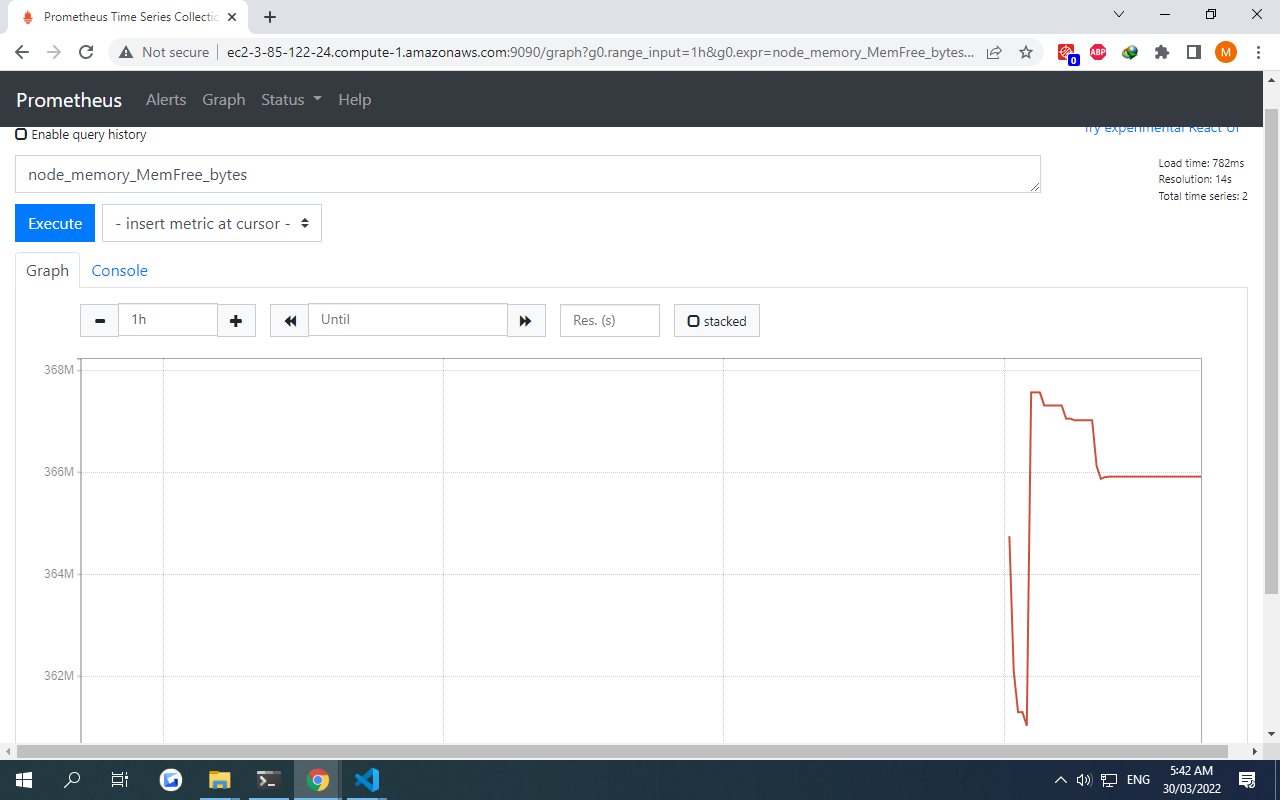 Prometheus Time Series Collectic
Not secure
ec2-3-85-122-24.compute-1.amazonaws.com:9090/graph?g0.range_input=1h&g0.expr=node_memory_MemFree_bytes...
ABP
0
M
Prometheus
Alerts
Graph
Status
Help
Enable query history
Try experimental React UI
node_memory_MemFree_bytes
Load time: 782ms
Resolution: 14s
Total time series: 2
Execute
- insert metric at cursor -
Graph
Console
1h
Until
Res. (s)
stacked
368M
366M
364M
362M
ENG
5:42 AM
30/03/2022